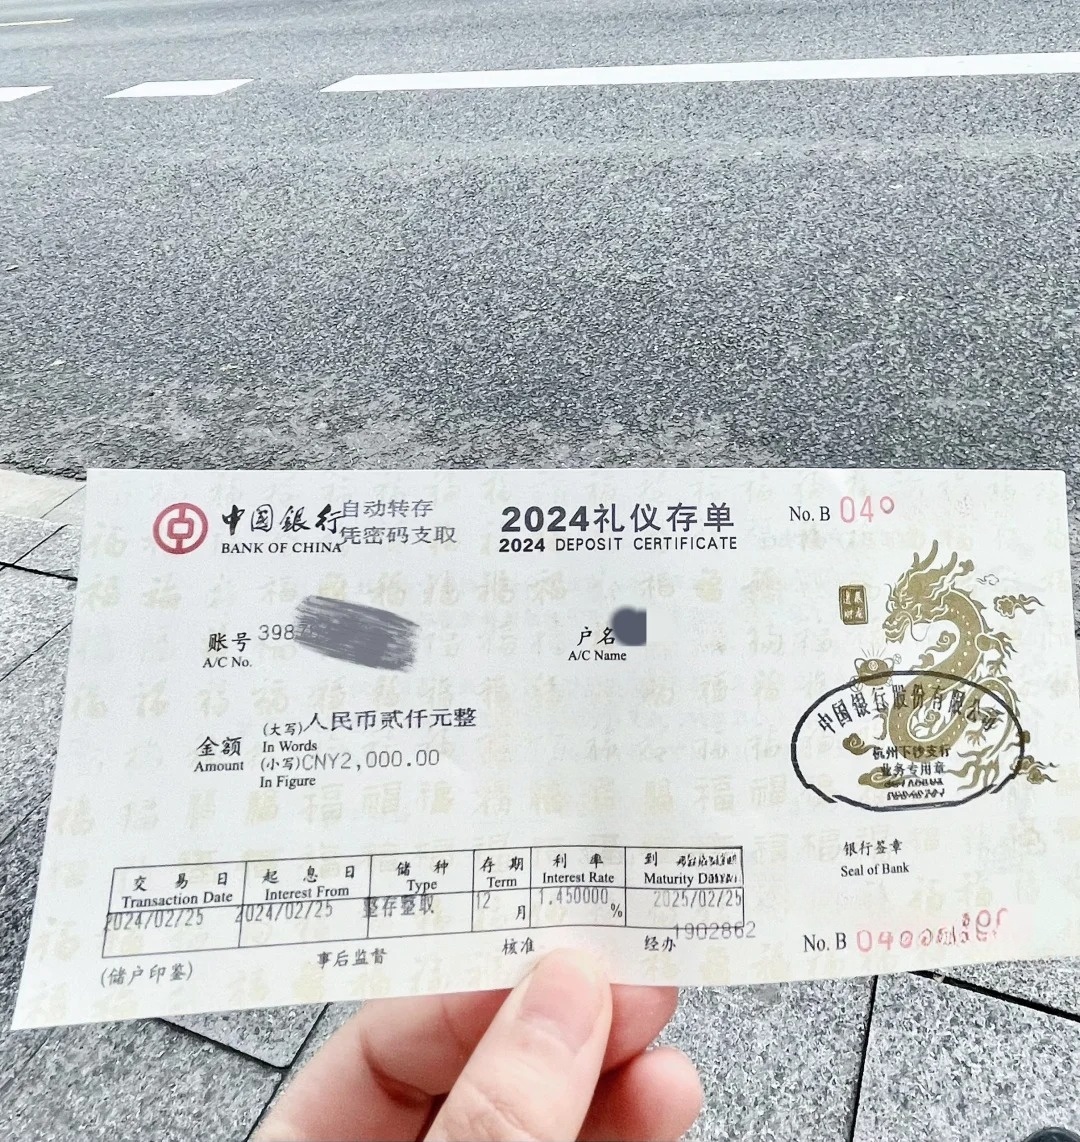 中国銀行
BANK OF CHINA
自动转存
凭密码支取
2024礼仪存单
2024 DEPOSIT CERTIFICATE
No. B 040
账号 398
A/C No.
户名
A/C Name
金额
Amount
(大写)人民币贰仟元整
In Words
(小写)CNY2,000.00
In Figure
中国银行股份有限公司
杭州下沙支行
业务专用章
银行签章
Seal of Bank
交易日 起息日 储种 存期 利率 到
Transaction Date Interest From Type Term Interest Rate Maturity
2024/02/25 2024/02/25 整存整取 12月 1.450000% 2025/02/25
(储户印鉴) 事后监督 核准 经办 1902862
No. B 040